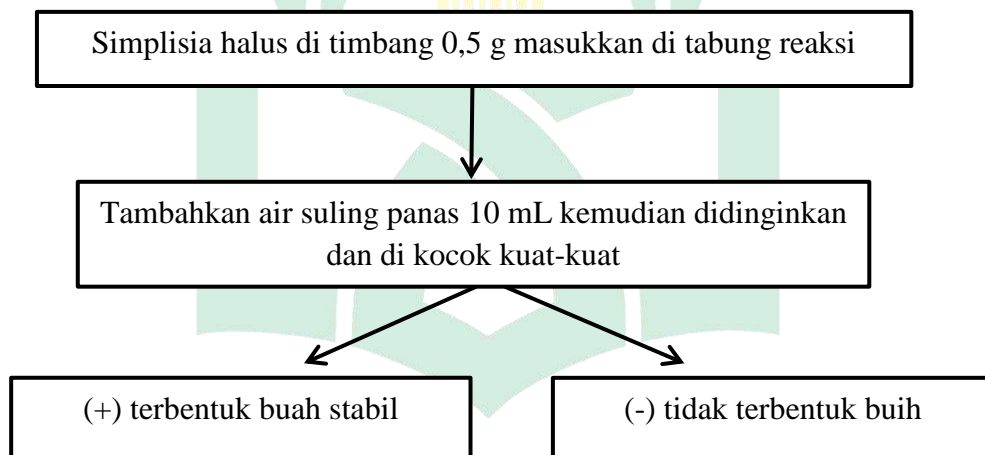 Simplisia halus di timbang 0,5 g masukkan di tabung reaksi
Tambahkan air suling panas 10 mL kemudian didinginkan
dan di kocok kuat-kuat
(+) terbentuk buah stabil
(-) tidak terbentuk buih